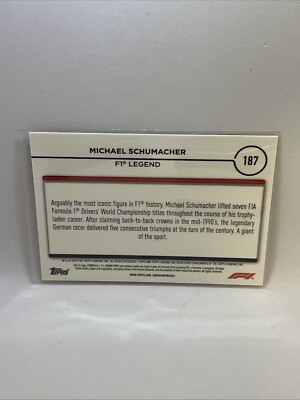 MICHAEL SCHUMACHER
187
F1® LEGEND
Arguably the most iconic figure in F1® history, Michael Schumacher lifted seven FIA
Formula 1® Drivers' World Championship titles throughout the course of his trophy-
laden career. After claiming back-to-back crowns in the mid-1990's, the legendary
German racer delivered five consecutive triumphs at the turn of the century. A giant
of the sport.
Topps
F1